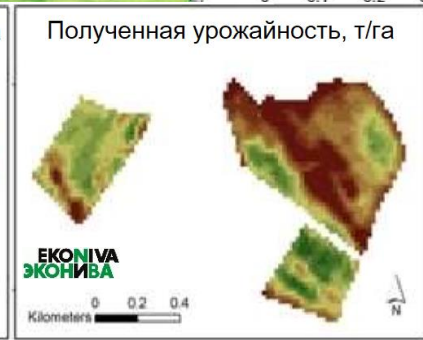 Полученная урожайность, т/га
EKONIVA
ЭКОНИВА
0 0.2 0.4
Kilometers
N